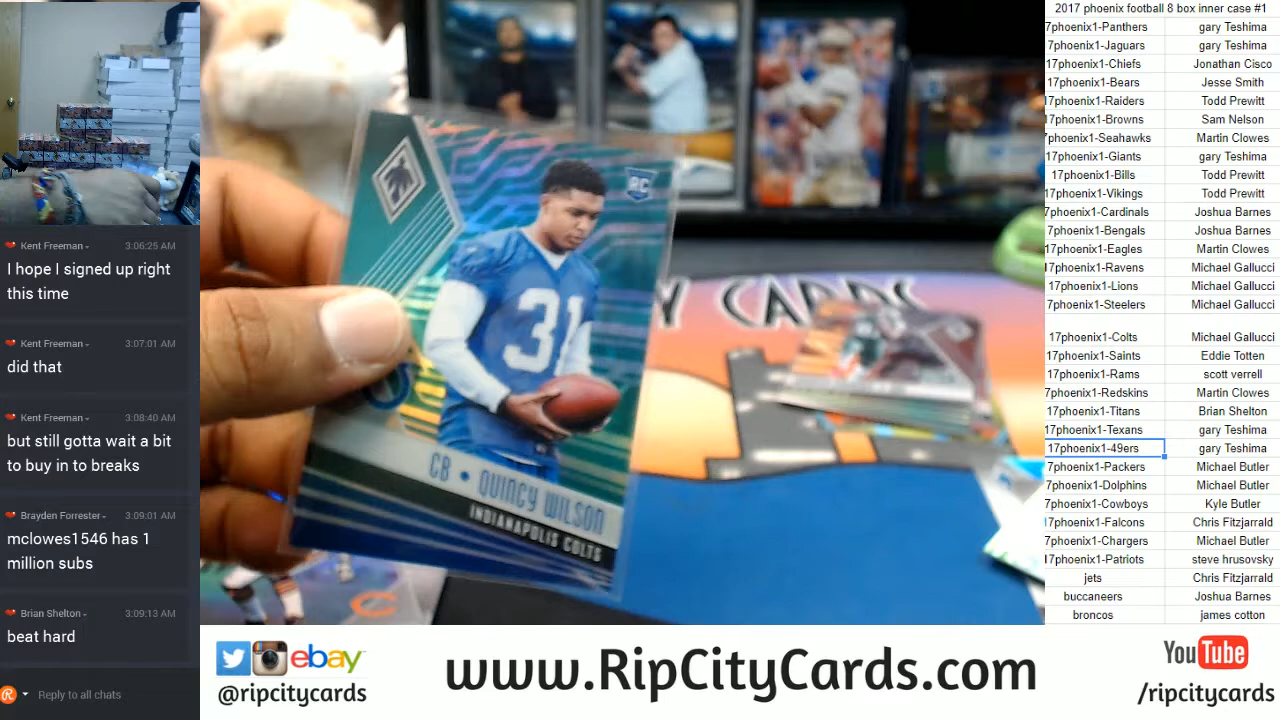 Kent Freeman
3:06:25 AM
I hope I signed up right
this time
Kent Freeman
3:07:01 AM
did that
Kent Freeman
3:08:40 AM
but still gotta wait a bit
to buy in to breaks
Brayden Forrester
3:09:01 AM
mclowes1546 has 1
million subs
Brian Shelton
3:09:13 AM
beat hard
Reply to all chats
RC
31
CB • QUINCY WILSON
INDIANAPOLIS COLTS
Y CARDS
2017 phoenix football 8 box inner case #1
7phoenix1-Panthers gary Teshima
7phoenix1-Jaguars gary Teshima
17phoenix1-Chiefs Jonathan Cisco
17phoenix1-Bears Jesse Smith
17phoenix1-Raiders Todd Prewitt
17phoenix1-Browns Sam Nelson
7phoenix1-Seahawks Martin Clowes
17phoenix1-Giants gary Teshima
17phoenix1-Bills Todd Prewitt
17phoenix1-Vikings Todd Prewitt
7phoenix1-Cardinals Joshua Barnes
7phoenix1-Bengals Joshua Barnes
17phoenix1-Eagles Martin Clowes
17phoenix1-Ravens Michael Gallucci
17phoenix1-Lions Michael Gallucci
7phoenix1-Steelers Michael Gallucci
17phoenix1-Colts Michael Gallucci
17phoenix1-Saints Eddie Totten
17phoenix1-Rams scott verrell
7phoenix1-Redskins Martin Clowes
17phoenix1-Titans Brian Shelton
17phoenix1-Texans gary Teshima
17phoenix1-49ers gary Teshima
7phoenix1-Packers Michael Butler
7phoenix1-Dolphins Michael Butler
7phoenix1-Cowboys Kyle Butler
17phoenix1-Falcons Chris Fitzjarrald
7phoenix1-Chargers Michael Butler
17phoenix1-Patriots steve hrusovsky
jets Chris Fitzjarrald
buccaneers Joshua Barnes
broncos james cotton
ebay
@ripcitycards
www.RipCityCards.com
YouTube
/ripcitycards